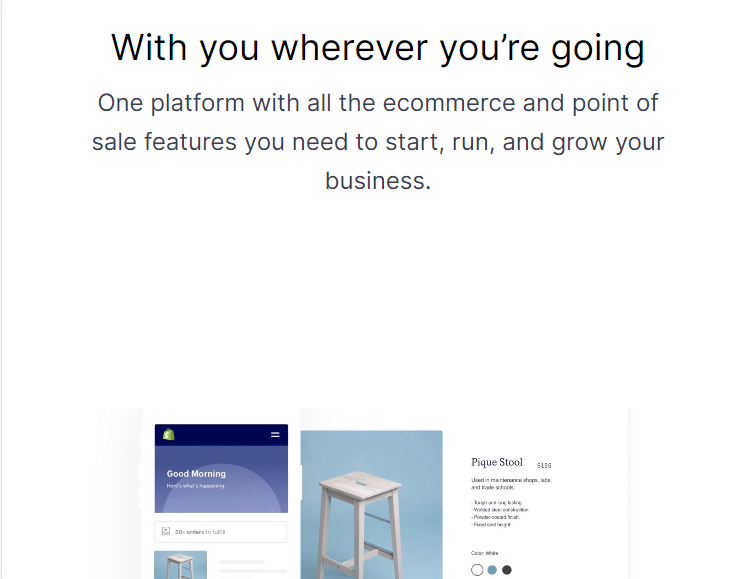 With you wherever you’re going
One platform with all the ecommerce and point of
sale features you need to start, run, and grow your
business.
Good Morning
Here's what's happening.
50+ orders to fulfill
Pique Stool
$156
Used in maintenance shops, labs,
and trade schools.
- Tough and long lasting.
- Welded steel construction.
- Powder-coated finish.
- Fixed seat height
Color: White